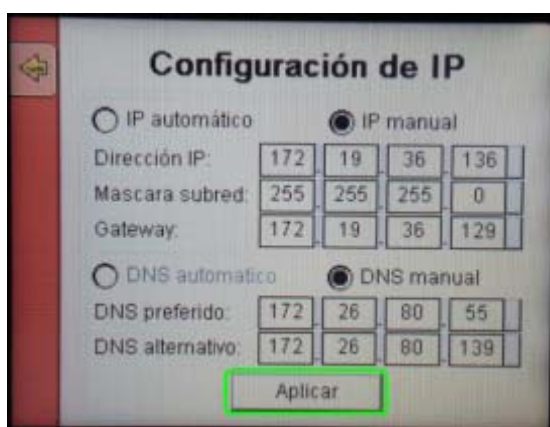 Configuración de IP
IP automático IP manual
Dirección IP: 172 . 19 . 36 . 136
Mascara subred: 255 . 255 . 255 . 0
Gateway: 172 . 19 . 36 . 129
DNS automatico DNS manual
DNS preferido: 172 . 26 . 80 . 55
DNS alternativo: 172 . 26 . 80 . 139
Aplicar